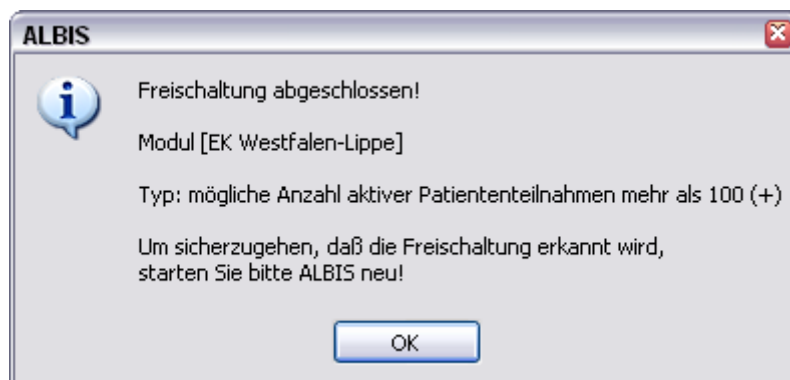 ALBIS
Freischaltung abgeschlossen!
Modul [EK Westfalen-Lippe]
Typ: mögliche Anzahl aktiver Patiententeilnahmen mehr als 100 (+)
Um sicherzugehen, daß die Freischaltung erkannt wird,
starten Sie bitte ALBIS neu!
OK